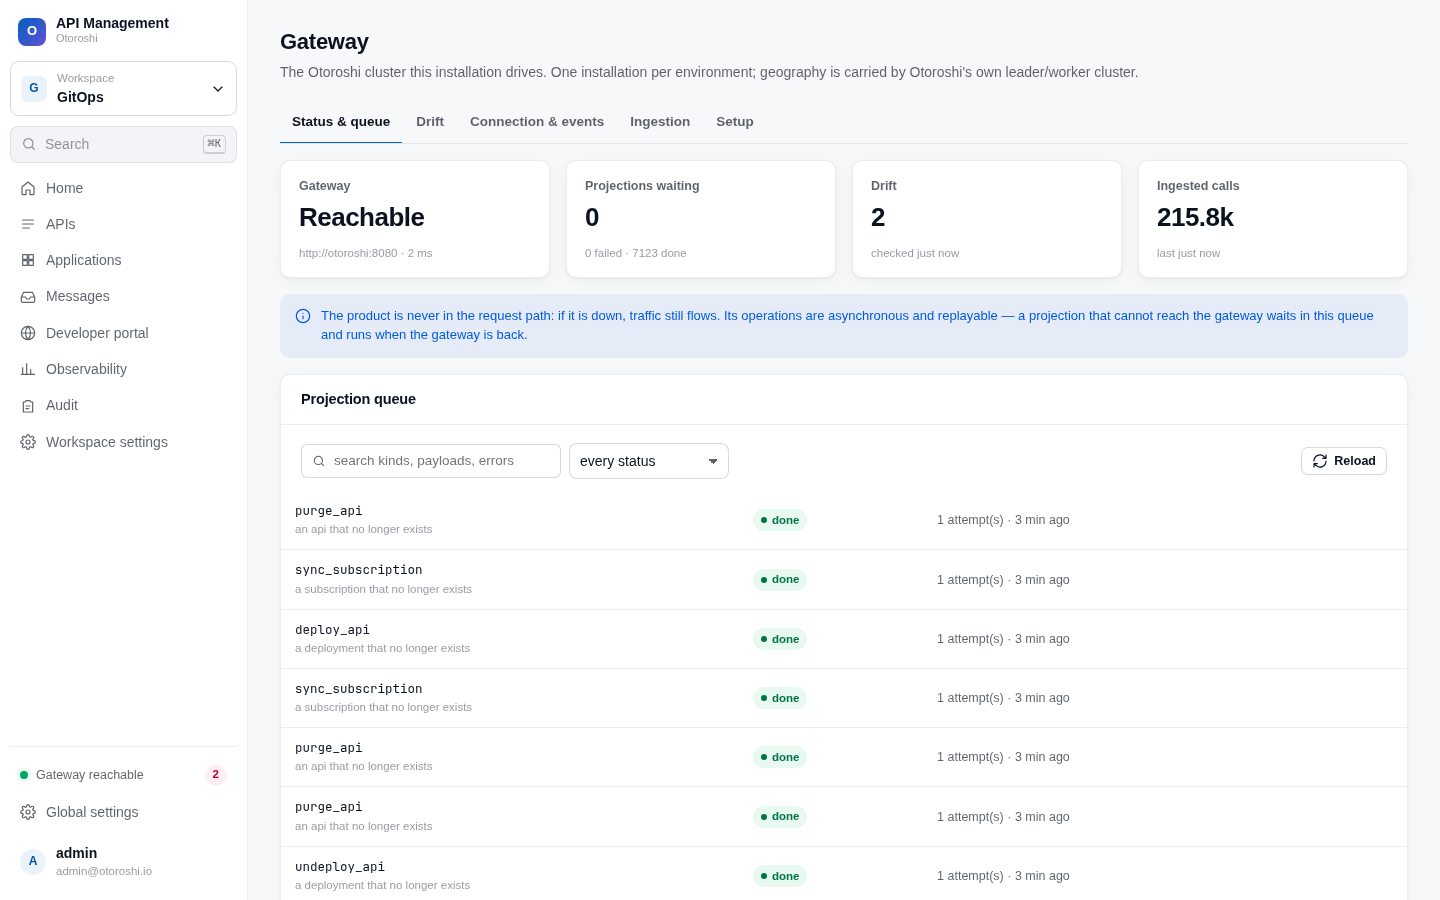 O
API Management
Otoroshi
G
Workspace
GitOps
Search
⌘K
Home
APIs
Applications
Messages
Developer portal
Observability
Audit
Workspace settings
Gateway reachable
2
Global settings
A
admin
admin@otoroshi.io
Gateway
The Otoroshi cluster this installation drives. One installation per environment; geography is carried by Otoroshi's own leader/worker cluster.
Status & queue
Drift
Connection & events
Ingestion
Setup
Gateway
Reachable
http://otoroshi:8080 · 2 ms
Projections waiting
0
0 failed · 7123 done
Drift
2
checked just now
Ingested calls
215.8k
last just now
The product is never in the request path: if it is down, traffic still flows. Its operations are asynchronous and replayable — a projection that cannot reach the gateway waits in this queue
and runs when the gateway is back.
Projection queue
search kinds, payloads, errors
every status
Reload
purge_api
an api that no longer exists
done
1 attempt(s) · 3 min ago
sync_subscription
a subscription that no longer exists
done
1 attempt(s) · 3 min ago
deploy_api
a deployment that no longer exists
done
1 attempt(s) · 3 min ago
sync_subscription
a subscription that no longer exists
done
1 attempt(s) · 3 min ago
purge_api
an api that no longer exists
done
1 attempt(s) · 3 min ago
purge_api
an api that no longer exists
done
1 attempt(s) · 3 min ago
undeploy_api
a deployment that no longer exists
done
1 attempt(s) · 3 min ago